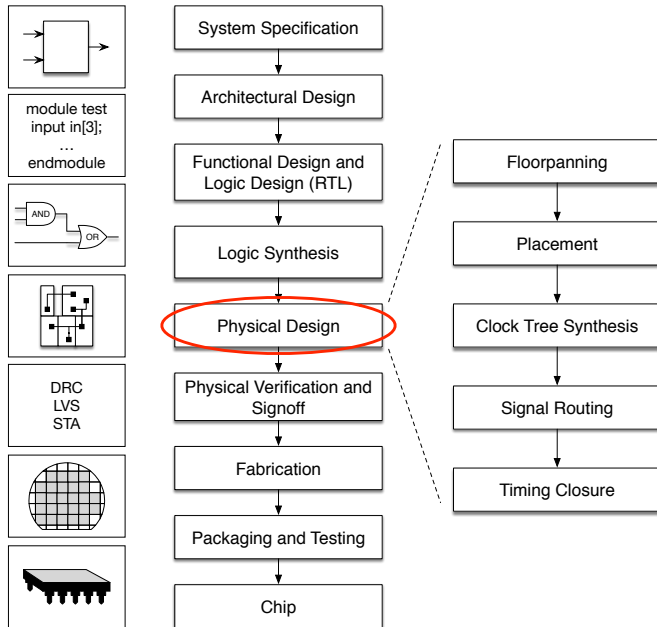 System Specification
Architectural Design
module test
input in[3];
...
endmodule
Functional Design and
Logic Design (RTL)
AND
OR
Logic Synthesis
Physical Design
DRC
LVS
STA
Physical Verification and
Signoff
Fabrication
Packaging and Testing
Chip
Floorpanning
Placement
Clock Tree Synthesis
Signal Routing
Timing Closure